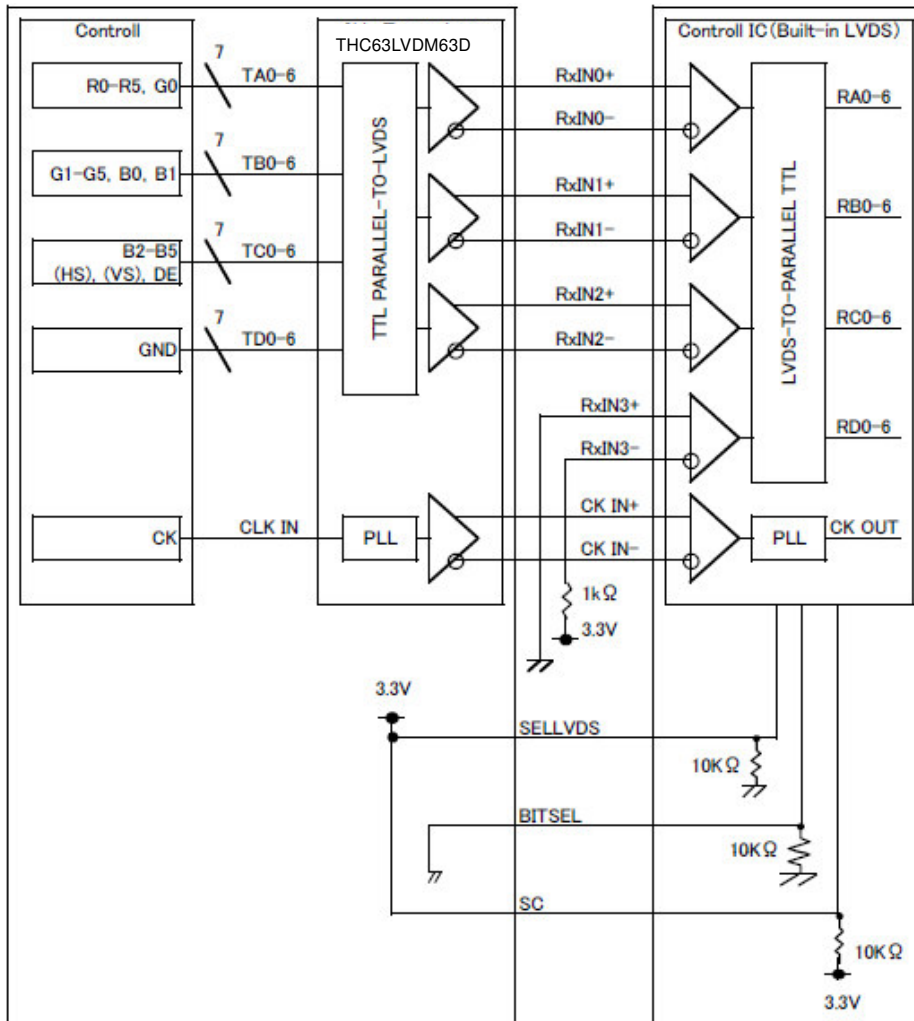 Controll
THC63LVDM63D
Controll IC(Built-in LVDS)
R0-R5, G0
7
TA0-6
RxIN0+
RxIN0-
RA0-6
G1-G5, B0, B1
7
TB0-6
RxIN1+
RxIN1-
RB0-6
B2-B5
(HS), (VS), DE
7
TC0-6
RxIN2+
RxIN2-
RC0-6
GND
7
TD0-6
RxIN3+
RxIN3-
RD0-6
TTL PARALLEL-TO-LVDS
LVDS-TO-PARALLEL TTL
CK
CLK IN
PLL
CK IN+
CK IN-
PLL
CK OUT
1kΩ
3.3V
3.3V
SELLVDS
10KΩ
BITSEL
10KΩ
SC
10KΩ
3.3V